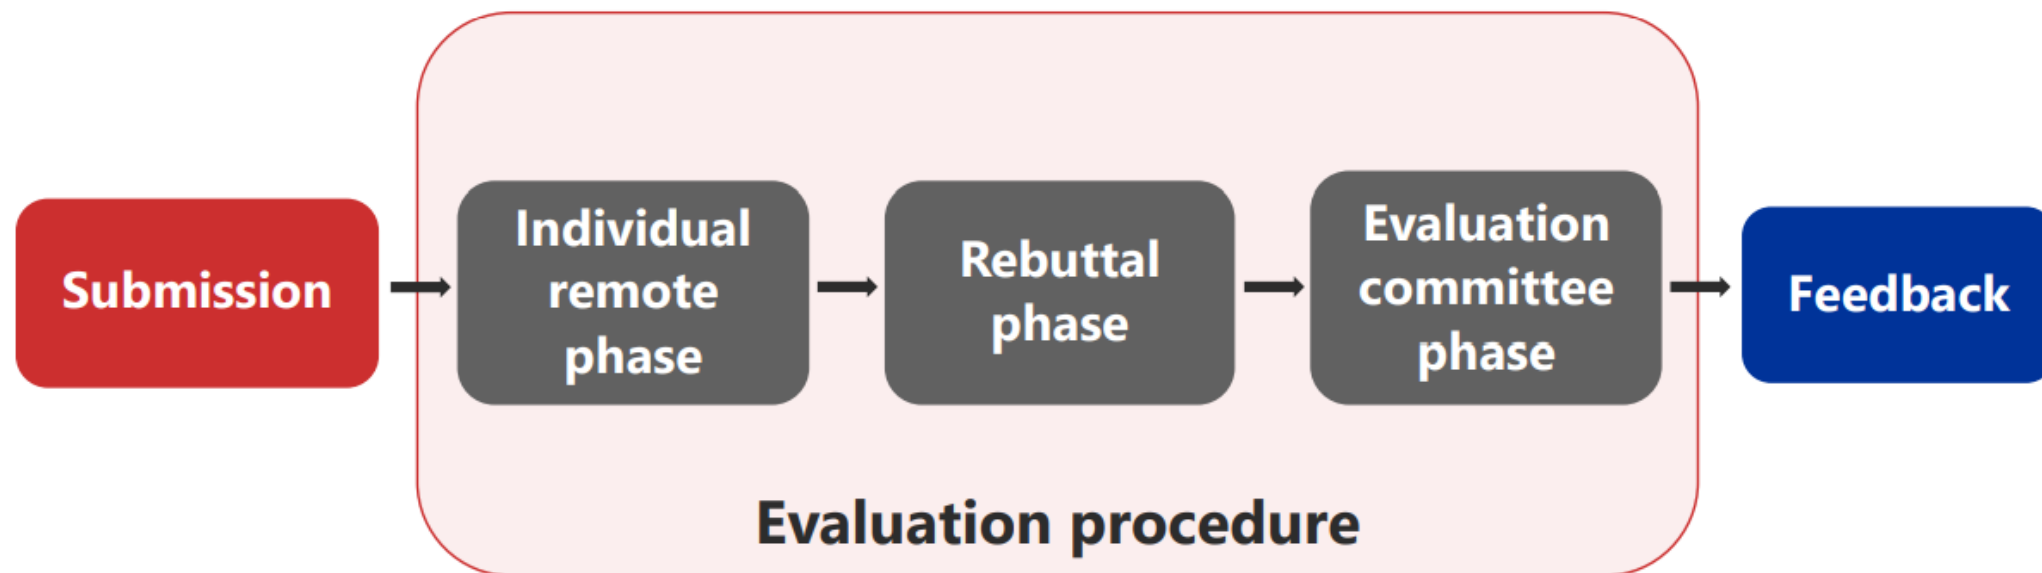 Submission
Individual
remote
phase
Rebuttal
phase
Evaluation
committee
phase
Feedback
Evaluation procedure